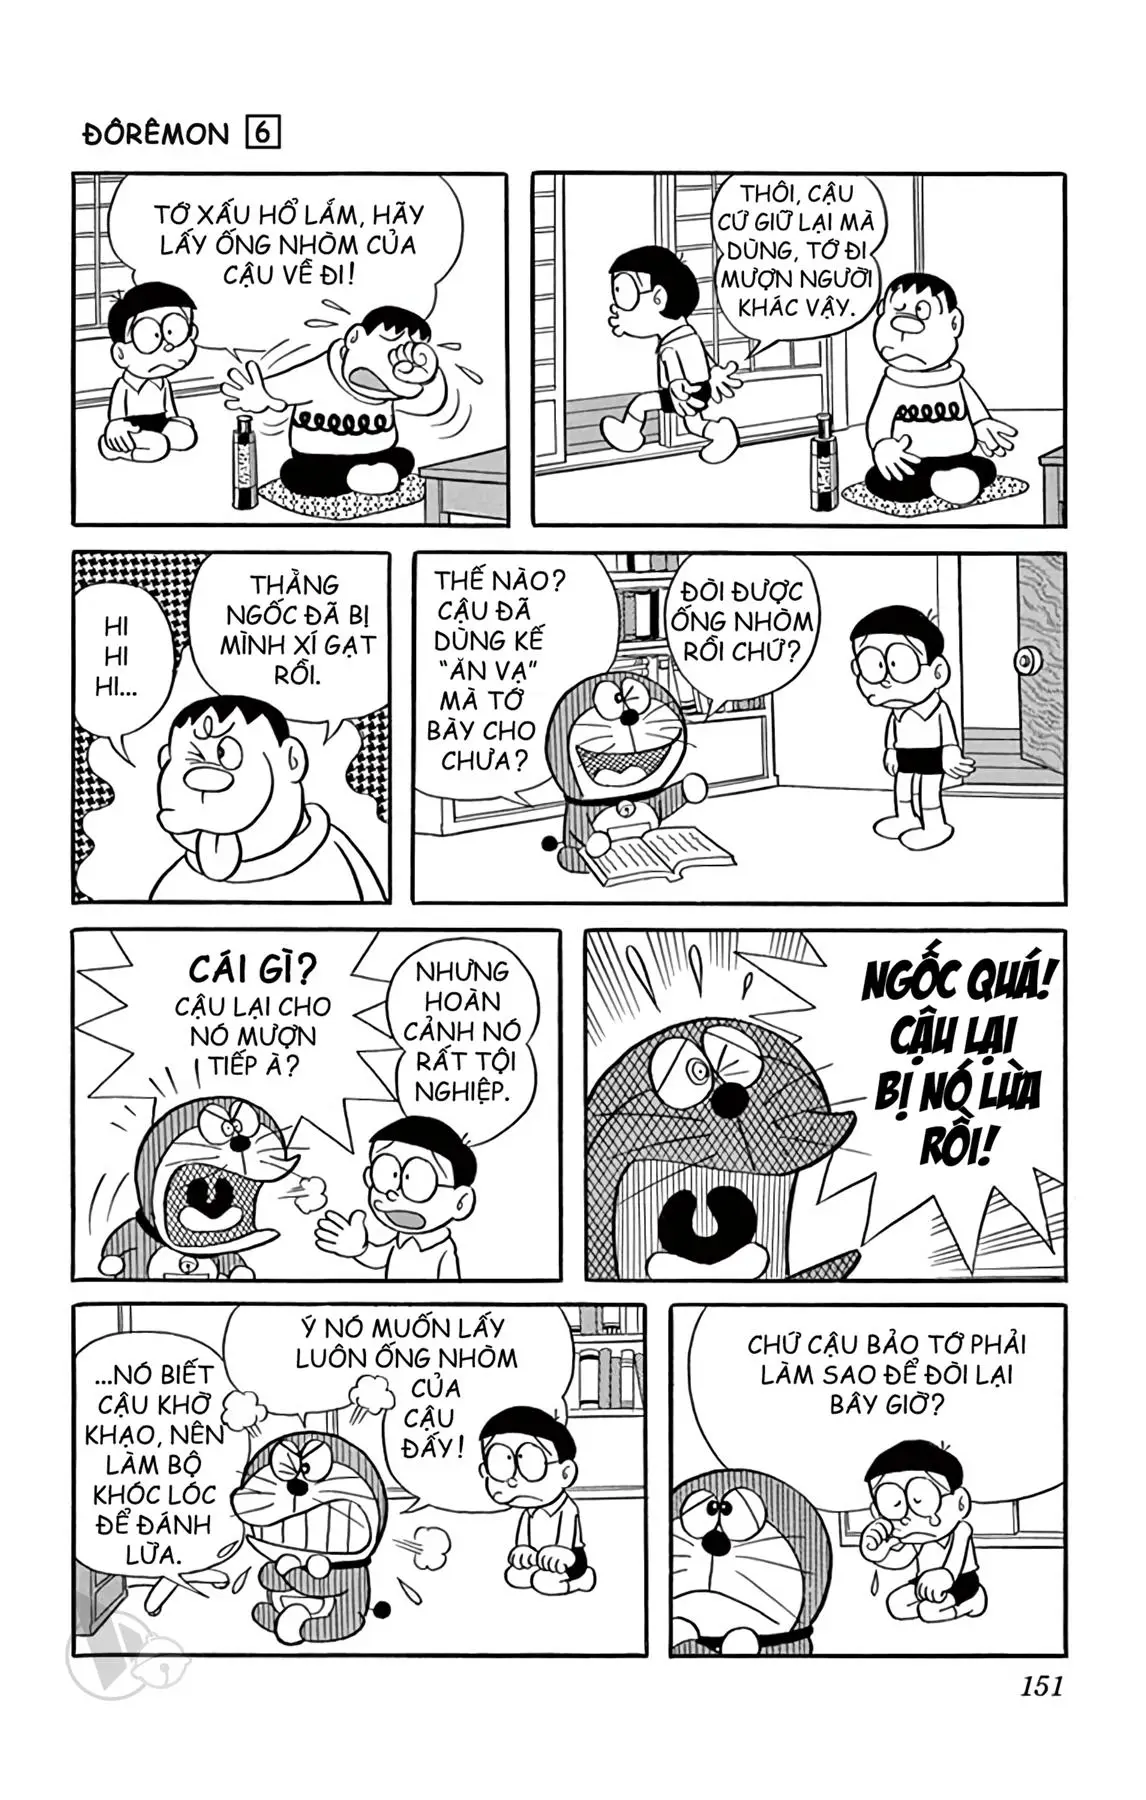 ĐÔRÊMON 6
TỚ XẤU HỔ LẮM, HÃY
LẤY ỐNG NHÒM CỦA
CẬU VỀ ĐI!
THÔI, CẬU
CỨ GIỮ LẠI MÀ
DÙNG, TỚ ĐI
MƯỢN NGƯỜI
KHÁC VẬY.
HI
HI
HI...
THẰNG
NGỐC ĐÃ BỊ
MÌNH XÍ GẠT
RỒI.
THẾ NÀO?
CẬU ĐÃ
DÙNG KẾ
“ĂN VẠ”
MÀ TỚ
BÀY CHO
CHƯA?
ĐÒI ĐƯỢC
ỐNG NHÒM
RỒI CHỨ?
CÁI GÌ?
CẬU LẠI CHO
NÓ MƯỢN
TIẾP À?
NHƯNG
HOÀN
CẢNH NÓ
RẤT TỘI
NGHIỆP.
NGỐC QUÁ!
CẬU LẠI
BỊ NÓ LỪA
RỒI!
...NÓ BIẾT
CẬU KHỜ
KHẠO, NÊN
LÀM BỘ
KHÓC LÓC
ĐỂ ĐÁNH
LỪA.
Ý NÓ MUỐN LẤY
LUÔN ỐNG NHÒM
CỦA
CẬU
ĐẤY!
CHỨ CẬU BẢO TỚ PHẢI
LÀM SAO ĐỂ ĐÒI LẠI
BÂY GIỜ?
151